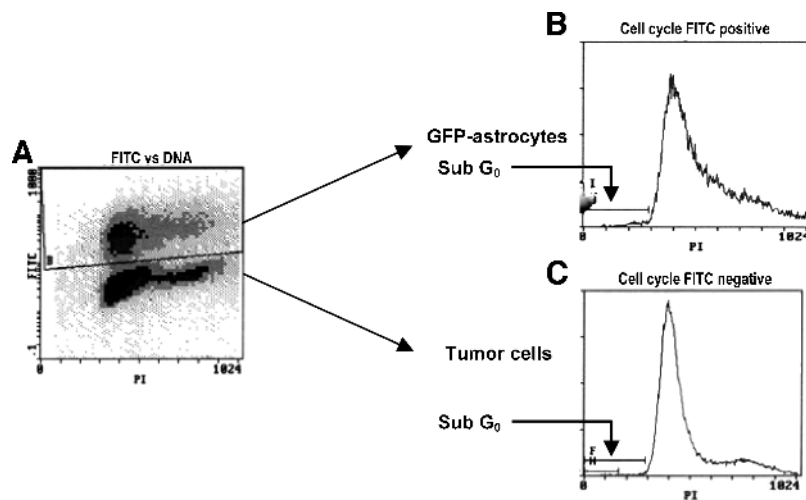 A
FITC vs DNA
1000
FITC
.1
B
0
1024
PI
GFP-astrocytes
Sub G₀
Tumor cells
Sub G₀
B
Cell cycle FITC positive
I
0
1024
PI
C
Cell cycle FITC negative
F
0
1024
PI